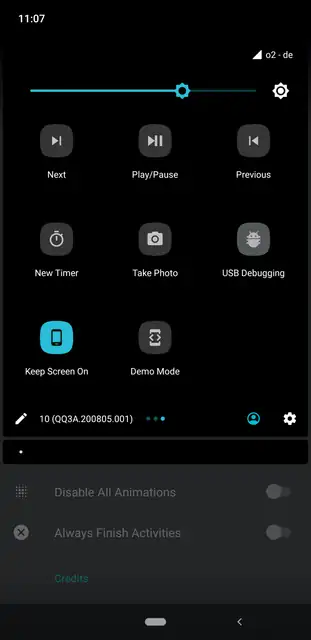 11:07
o2 - de
Next Play/Pause Previous
New Timer Take Photo USB Debugging
Keep Screen On Demo Mode
10 (QQ3A.200805.001)
Disable All Animations
Always Finish Activities
Credits